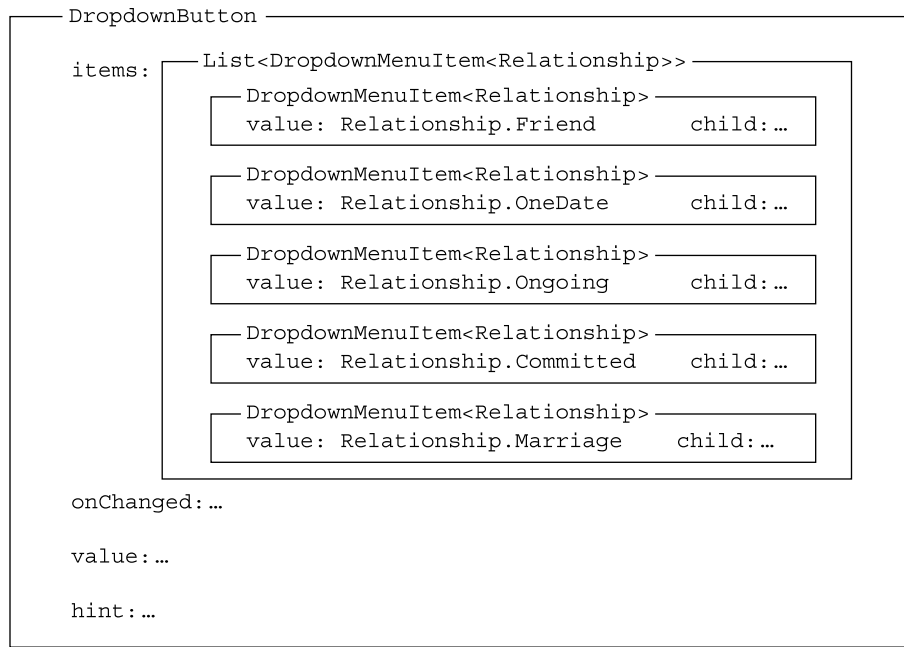 DropdownButton
items:
List<DropdownMenuItem<Relationship>>
DropdownMenuItem<Relationship>
value: Relationship.Friend child:…
DropdownMenuItem<Relationship>
value: Relationship.OneDate child:…
DropdownMenuItem<Relationship>
value: Relationship.Ongoing child:…
DropdownMenuItem<Relationship>
value: Relationship.Committed child:…
DropdownMenuItem<Relationship>
value: Relationship.Marriage child:…
onChanged:…
value:…
hint:…